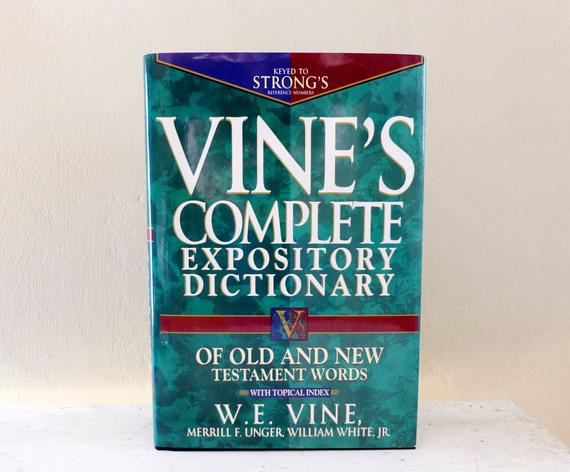 KEYED TO
STRONG'S
REFERENCE NUMBERS
VINE'S
COMPLETE
EXPOSITORY
DICTIONARY
V
OF OLD AND NEW
TESTAMENT WORDS
WITH TOPICAL INDEX
W.E. VINE,
MERRILL F. UNGER, WILLIAM WHITE, JR.